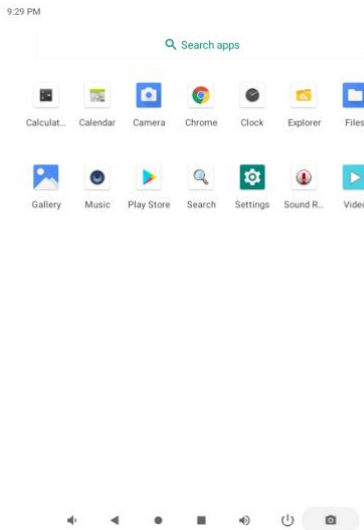 9:29 PM
Search apps
Calculat... Calendar Camera Chrome Clock Explorer Files
Gallery Music Play Store Search Settings Sound R... Video